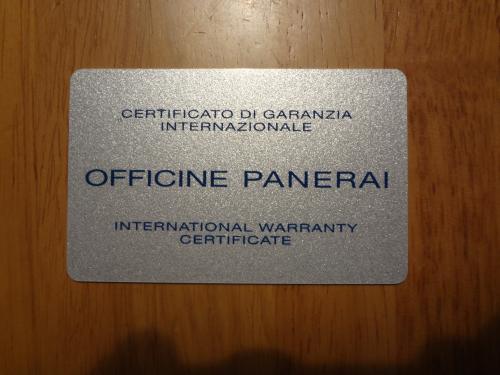 CERTIFICATO DI GARANZIA
INTERNAZIONALE
OFFICINE PANERAI
INTERNATIONAL WARRANTY
CERTIFICATE